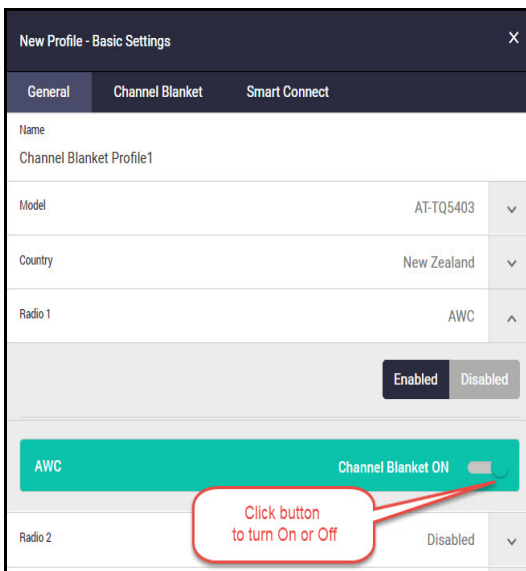 New Profile - Basic Settings X
General Channel Blanket Smart Connect
Name
Channel Blanket Profile1
Model AT-TQ5403
Country New Zealand
Radio 1 AWC
Enabled Disabled
AWC Channel Blanket ON
Click button
to turn On or Off
Radio 2 Disabled